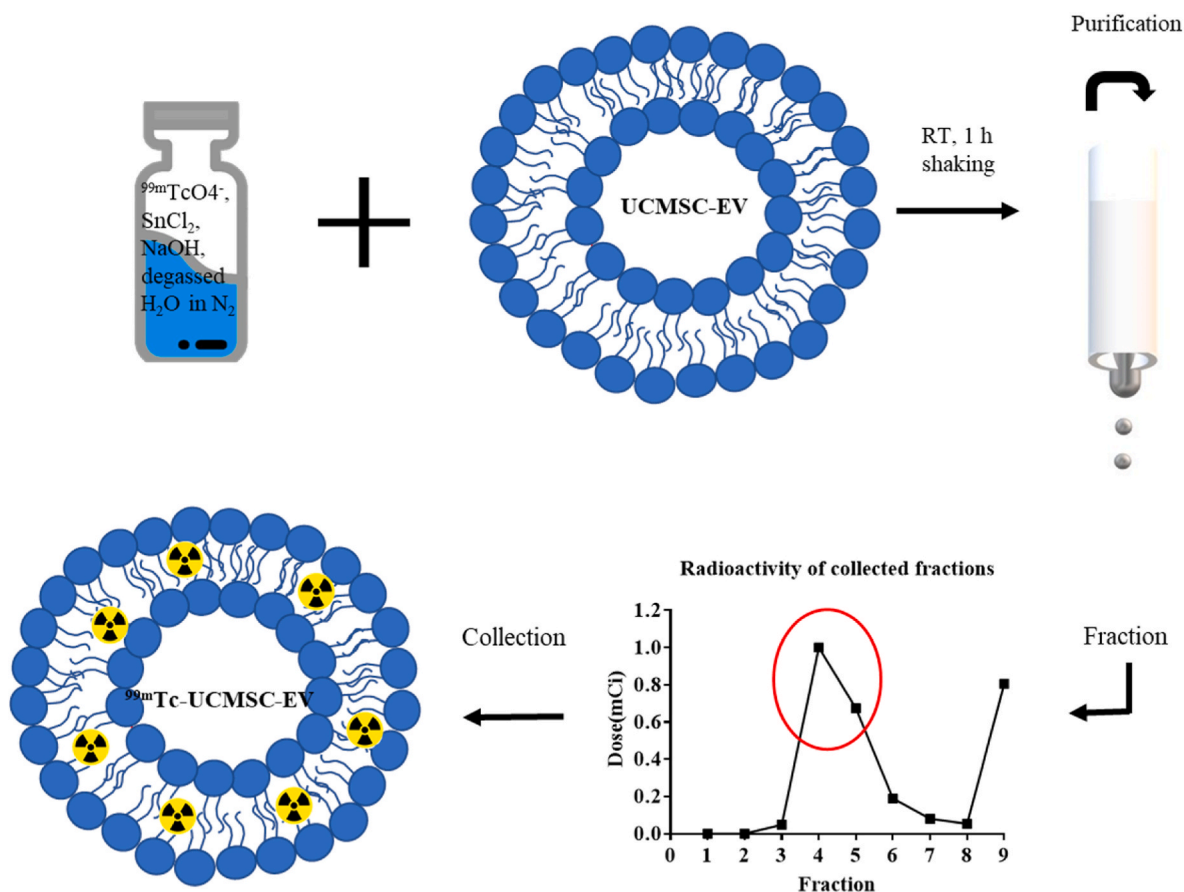 Purification
⁹⁹ᵐTcO4⁻,
SnCl₂,
NaOH,
degassed
H₂O in N₂
UCMSC-EV
RT, 1 h
shaking
⁹⁹ᵐTc-UCMSC-EV
Collection
Radioactivity of collected fractions
Dose(mCi)
1.2
1.0
0.8
0.6
0.4
0.2
0.0
0 1 2 3 4 5 6 7 8 9
Fraction
Fraction